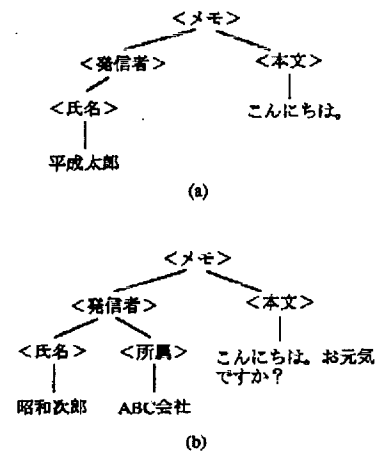 <メモ>
<発信者> <本文>
<氏名> こんにちは。
平成太郎
(a)
<メモ>
<発信者> <本文>
<氏名> <所属> こんにちは。お元気
ですか?
昭和次郎 ABC会社
(b)